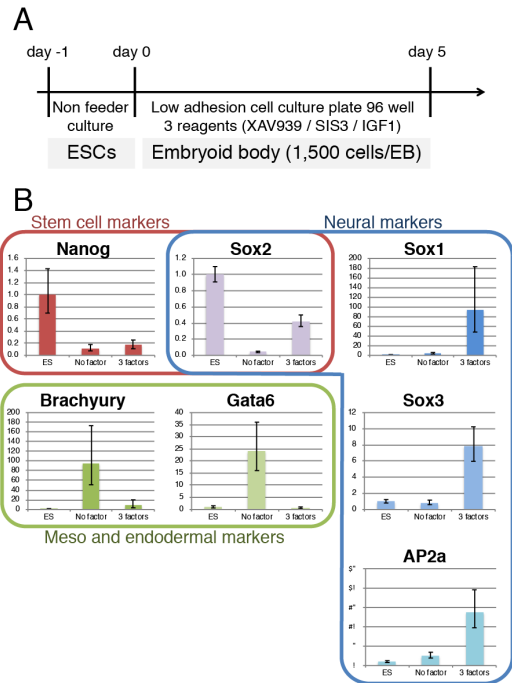 A
day -1
day 0
day 5
Non feeder
culture
Low adhesion cell culture plate 96 well
3 reagents (XAV939 / SIS3 / IGF1)
ESCs
Embryoid body (1,500 cells/EB)
B
Stem cell markers
Neural markers
Nanog
1.6
1.4
1.2
1.0
0.8
0.6
0.4
0.2
0.0
ES
No factor
3 factors
Sox2
1.2
1.0
0.8
0.6
0.4
0.2
0.0
ES
No factor
3 factors
Sox1
200
180
160
140
120
100
80
60
40
20
0
ES
No factor
3 factors
Brachyury
200
180
160
140
120
100
80
60
40
20
0
ES
No factor
3 factors
Gata6
40
35
30
25
20
15
10
5
0
ES
No factor
3 factors
Sox3
12
10
8
6
4
2
0
ES
No factor
3 factors
Meso and endodermal markers
AP2a
$"
$!
#"
#!
"
!
ES
No factor
3 factors